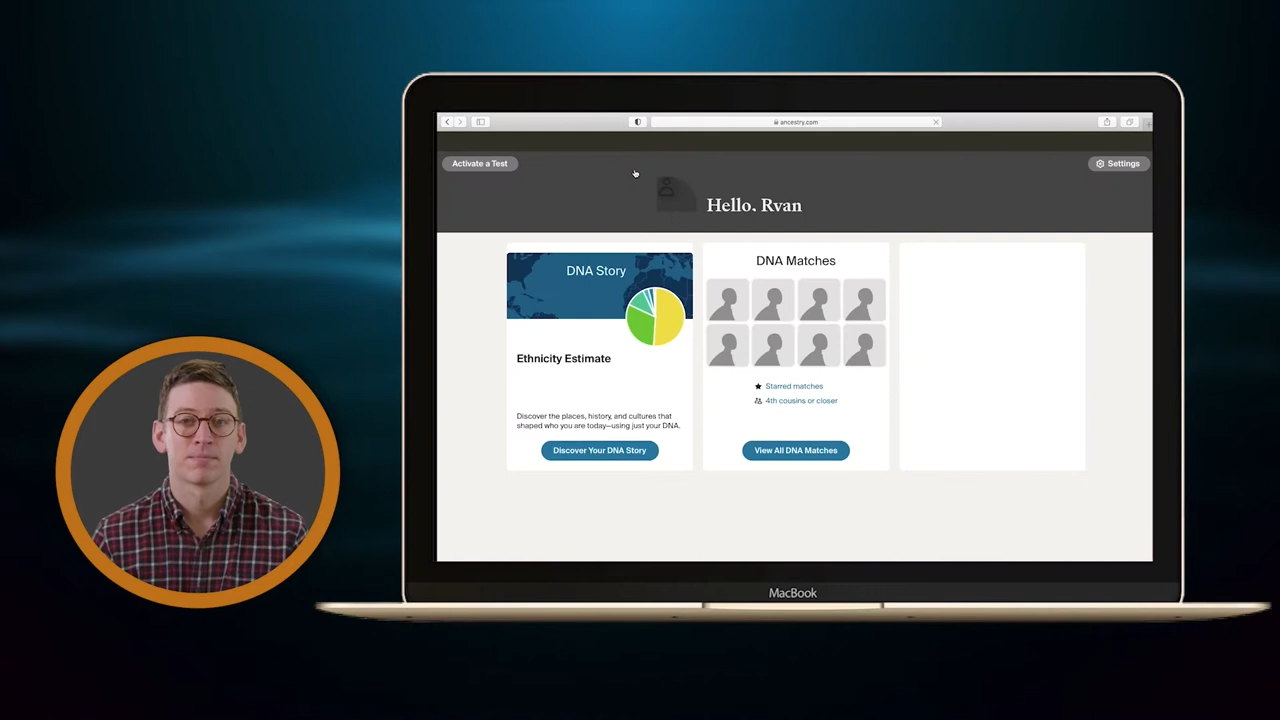 ancestry.com
Activate a Test
Settings
Hello, Ryan
DNA Story
Ethnicity Estimate
Discover the places, history, and cultures that
shaped who you are today—using just your DNA.
Discover Your DNA Story
DNA Matches
Starred matches
4th cousins or closer
View All DNA Matches
MacBook